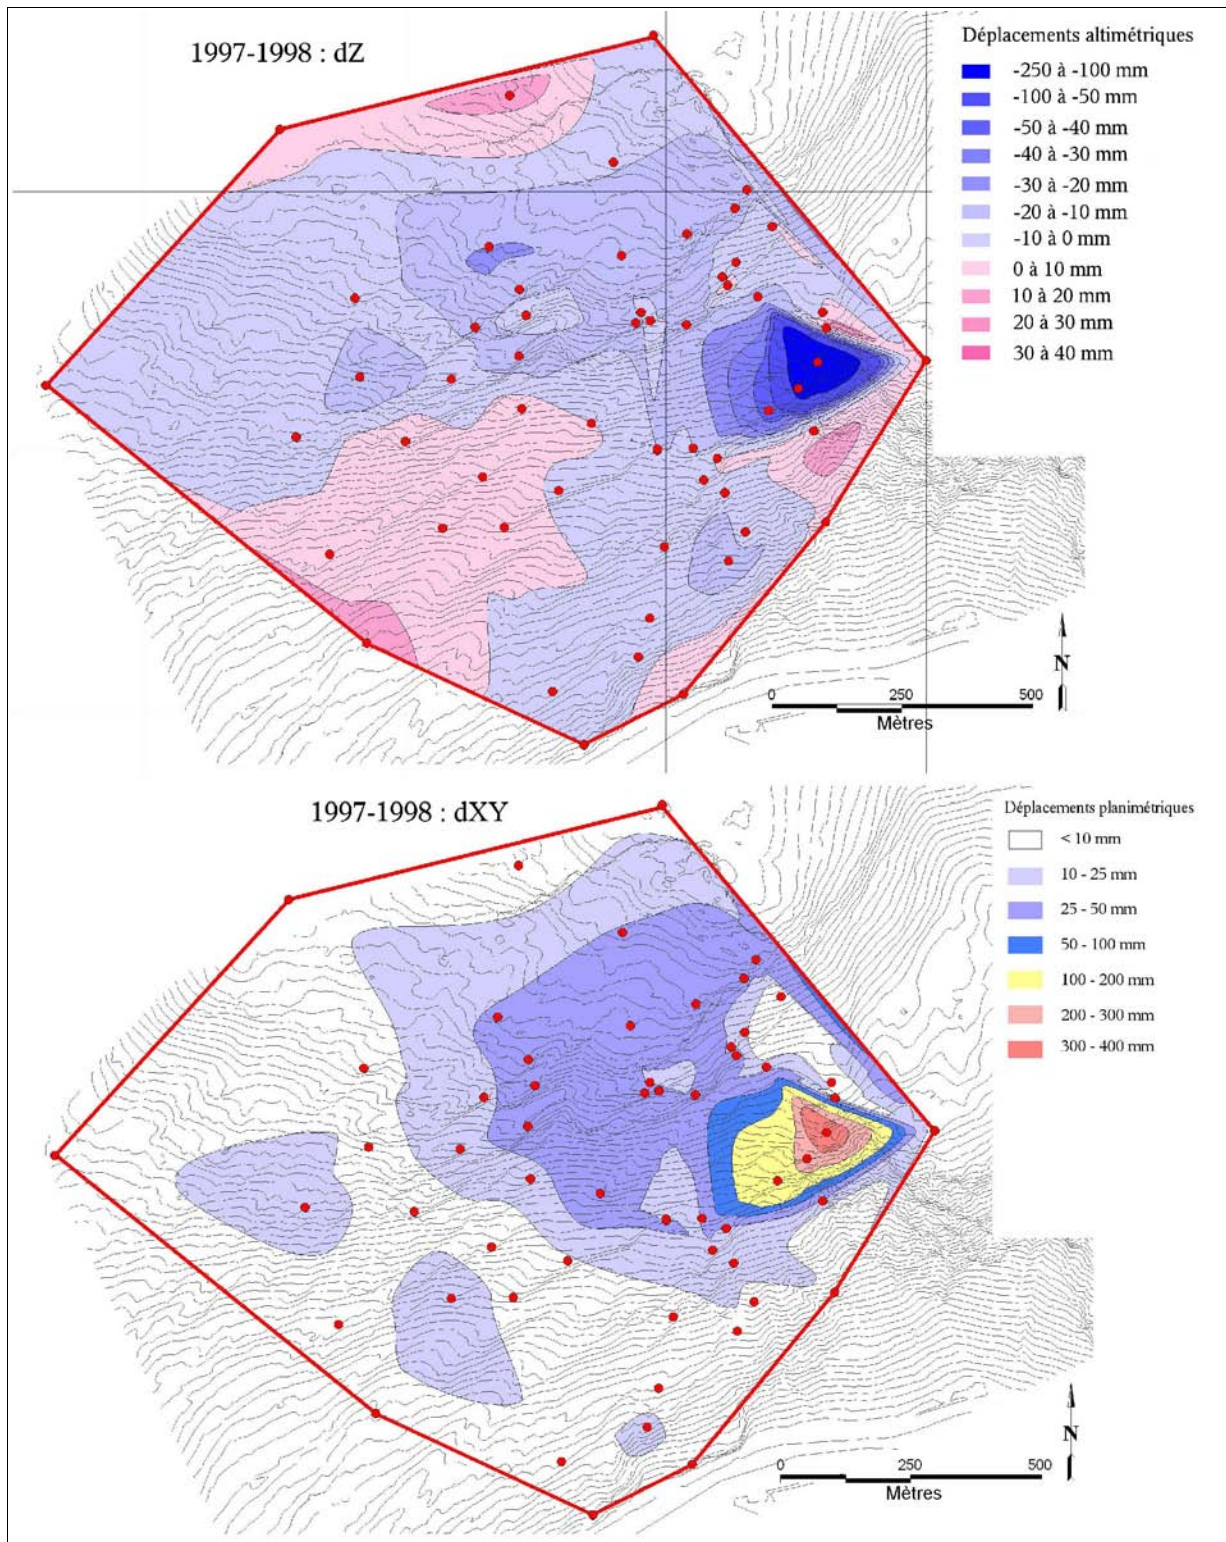 1997-1998 : dZ
Déplacements altimétriques
-250 à -100 mm
-100 à -50 mm
-50 à -40 mm
-40 à -30 mm
-30 à -20 mm
-20 à -10 mm
-10 à 0 mm
0 à 10 mm
10 à 20 mm
20 à 30 mm
30 à 40 mm
N
0 250 500
Mètres
1997-1998 : dXY
Déplacements planimétriques
< 10 mm
10 - 25 mm
25 - 50 mm
50 - 100 mm
100 - 200 mm
200 - 300 mm
300 - 400 mm
N
0 250 500
Mètres